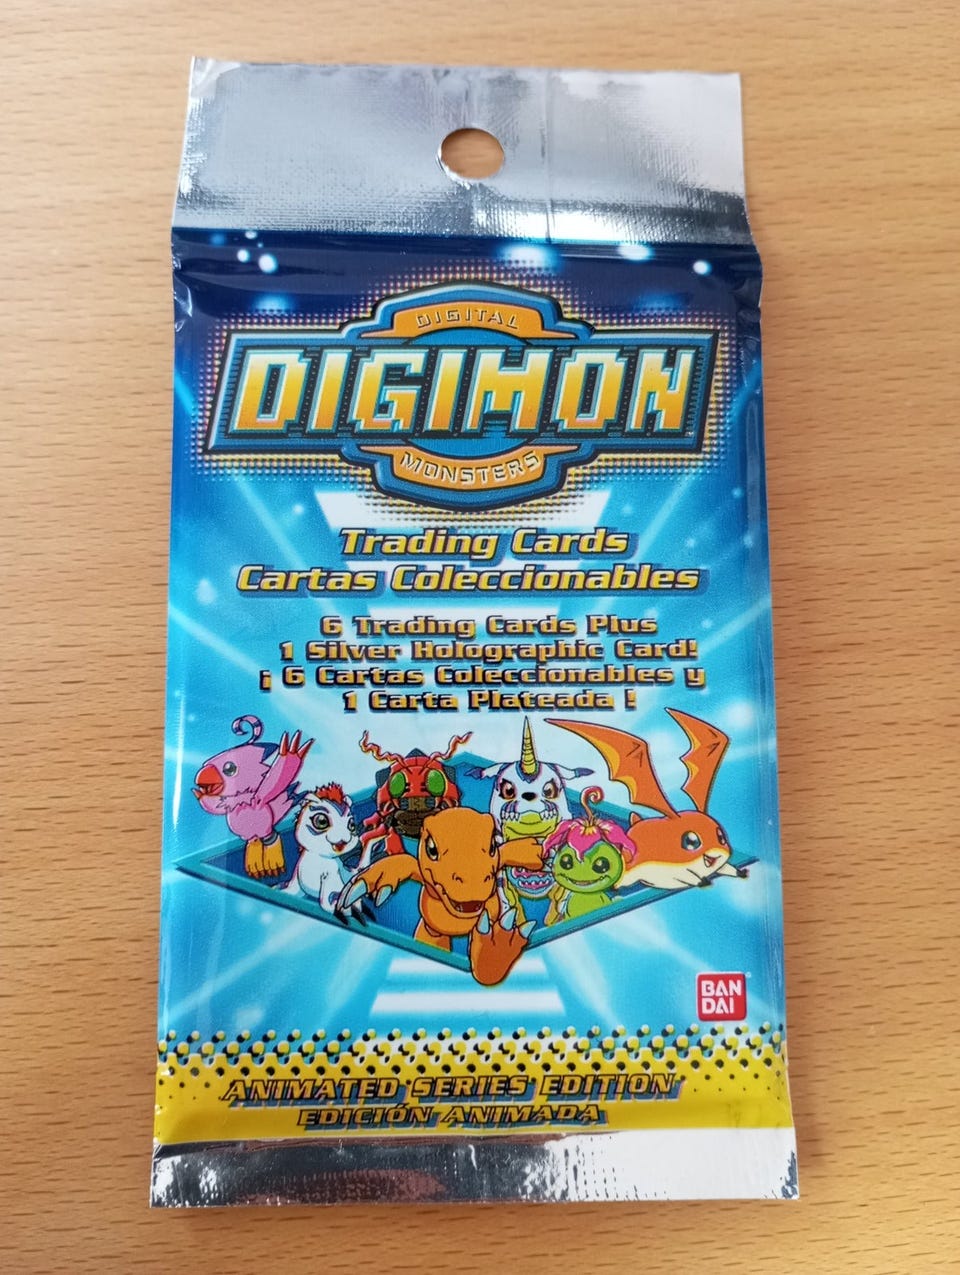 DIGITAL
DIGIMON
MONSTERS
Trading Cards
Cartas Coleccionables
6 Trading Cards Plus
1 Silver Holographic Card!
¡ 6 Cartas Coleccionables y
1 Carta Plateada !
BAN
DAI
ANIMATED SERIES EDITION
EDICIÓN ANIMADA